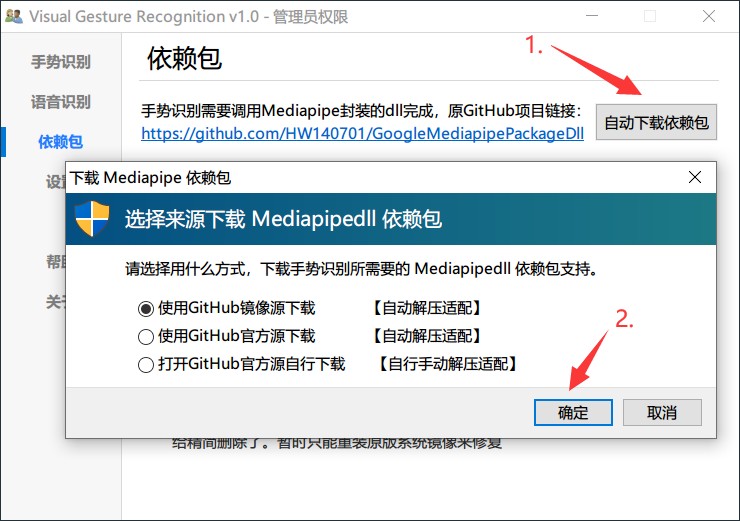 Visual Gesture Recognition v1.0 - 管理员权限
手势识别
语音识别
依赖包
设
帮
关
依赖包
1.
手势识别需要调用Mediapipe封装的dll完成，原GitHub项目链接：
https://github.com/HW140701/GoogleMediapipePackageDll
自动下载依赖包
下载 Mediapipe 依赖包
选择来源下载 Mediapipedll 依赖包
请选择用什么方式，下载手势识别所需要的 Mediapipedll 依赖包支持。
使用GitHub镜像源下载 【自动解压适配】
使用GitHub官方源下载 【自动解压适配】
打开GitHub官方源自行下载 【自行手动解压适配】
2.
确定 取消
给精简删除了。暂时只能重装原版系统镜像来修复